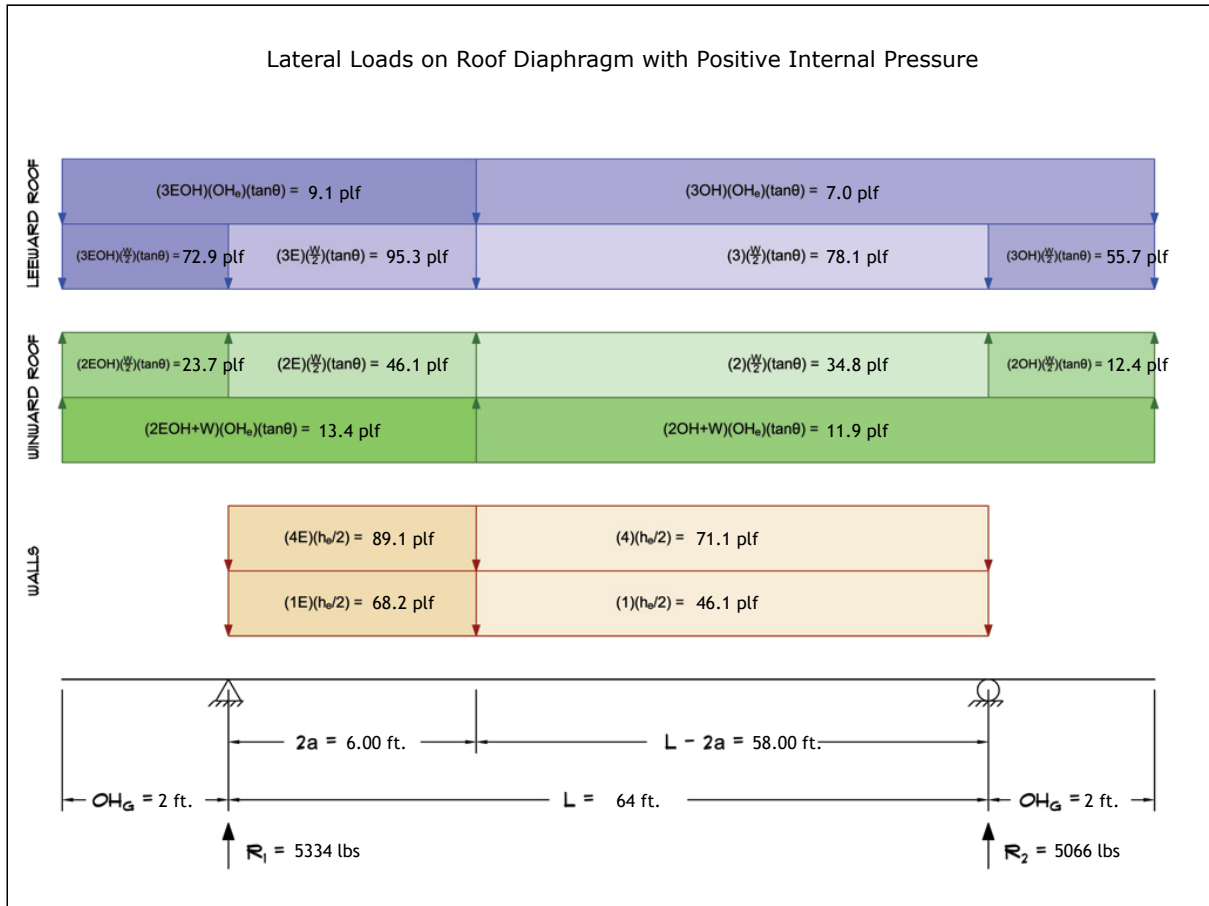 Lateral Loads on Roof Diaphragm with Positive Internal Pressure
LEEWARD ROOF
(3EOH)(OHₑ)(tanθ) = 9.1 plf
(3OH)(OHₑ)(tanθ) = 7.0 plf
(3EOH)(W/2)(tanθ) = 72.9 plf
(3E)(W/2)(tanθ) = 95.3 plf
(3)(W/2)(tanθ) = 78.1 plf
(3OH)(W/2)(tanθ) = 55.7 plf
WINWARD ROOF
(2EOH)(W/2)(tanθ) = 23.7 plf
(2E)(W/2)(tanθ) = 46.1 plf
(2)(W/2)(tanθ) = 34.8 plf
(2OH)(W/2)(tanθ) = 12.4 plf
(2EOH+W)(OHₑ)(tanθ) = 13.4 plf
(2OH+W)(OHₑ)(tanθ) = 11.9 plf
WALLS
(4E)(hₑ/2) = 89.1 plf
(4)(hₑ/2) = 71.1 plf
(1E)(hₑ/2) = 68.2 plf
(1)(hₑ/2) = 46.1 plf
2a = 6.00 ft.
L - 2a = 58.00 ft.
OH_G = 2 ft.
L = 64 ft.
OH_G = 2 ft.
R₁ = 5334 lbs
R₂ = 5066 lbs